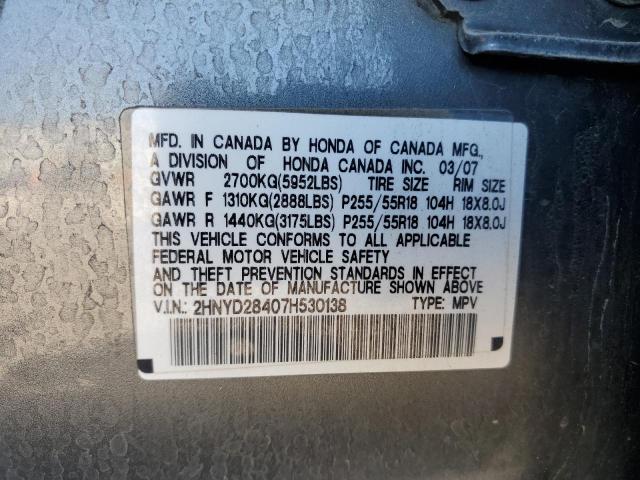 MFD. IN CANADA BY HONDA OF CANADA MFG.,
A DIVISION OF HONDA CANADA INC. 03/07
GVWR 2700KG(5952LBS) TIRE SIZE RIM SIZE
GAWR F 1310KG(2888LBS) P255/55R18 104H 18X8.0J
GAWR R 1440KG(3175LBS) P255/55R18 104H 18X8.0J
THIS VEHICLE CONFORMS TO ALL APPLICABLE
FEDERAL MOTOR VEHICLE SAFETY
AND THEFT PREVENTION STANDARDS IN EFFECT
ON THE DATE OF MANUFACTURE SHOWN ABOVE
V.I.N.: 2HNYD28407H530138 TYPE: MPV